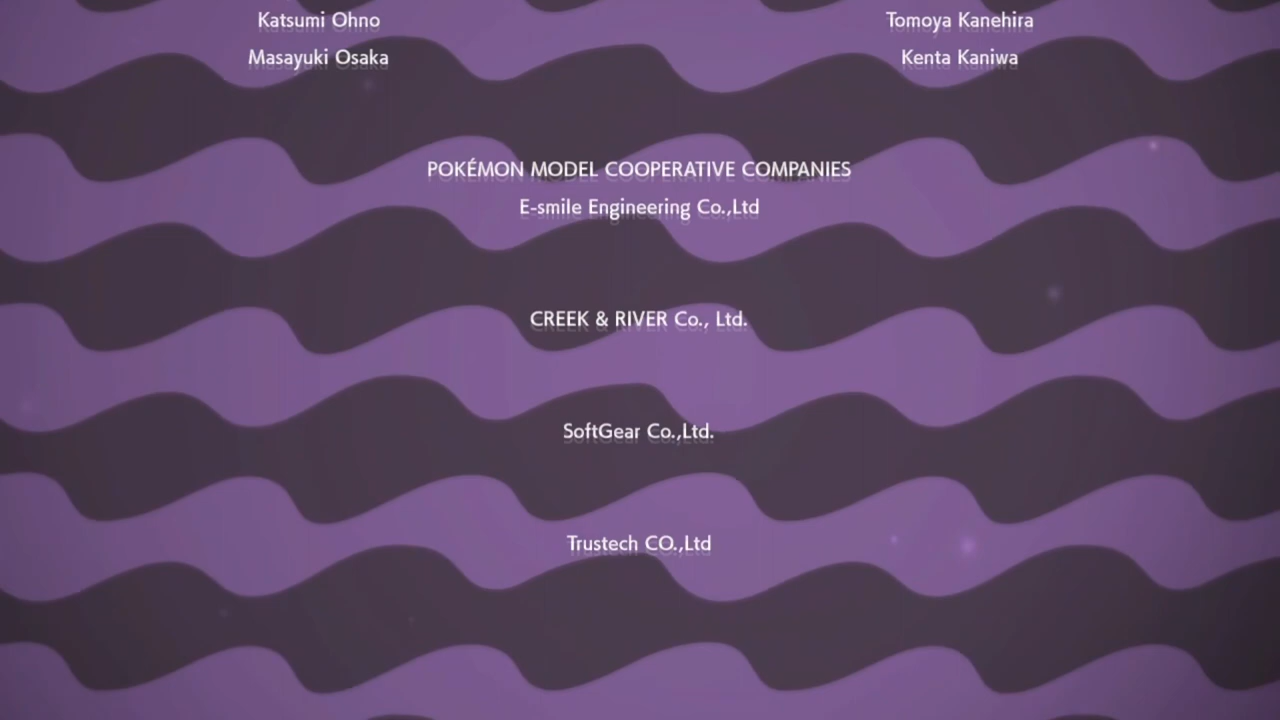 Katsumi Ohno
Tomoya Kanehira
Masayuki Osaka
Kenta Kaniwa
POKÉMON MODEL COOPERATIVE COMPANIES
E-smile Engineering Co.,Ltd
CREEK & RIVER Co., Ltd.
SoftGear Co.,Ltd.
Trustech CO.,Ltd